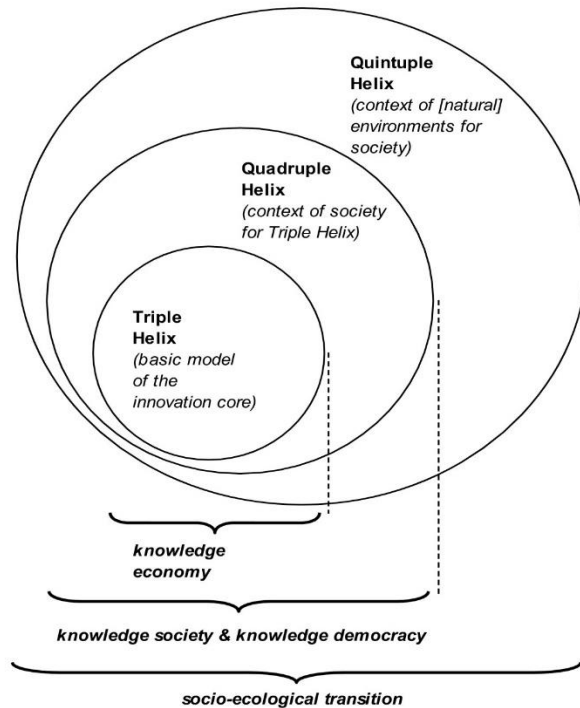 Quintuple
Helix
(context of [natural]
environments for
society)
Quadruple
Helix
(context of society
for Triple Helix)
Triple
Helix
(basic model
of the
innovation core)
knowledge
economy
knowledge society & knowledge democracy
socio-ecological transition